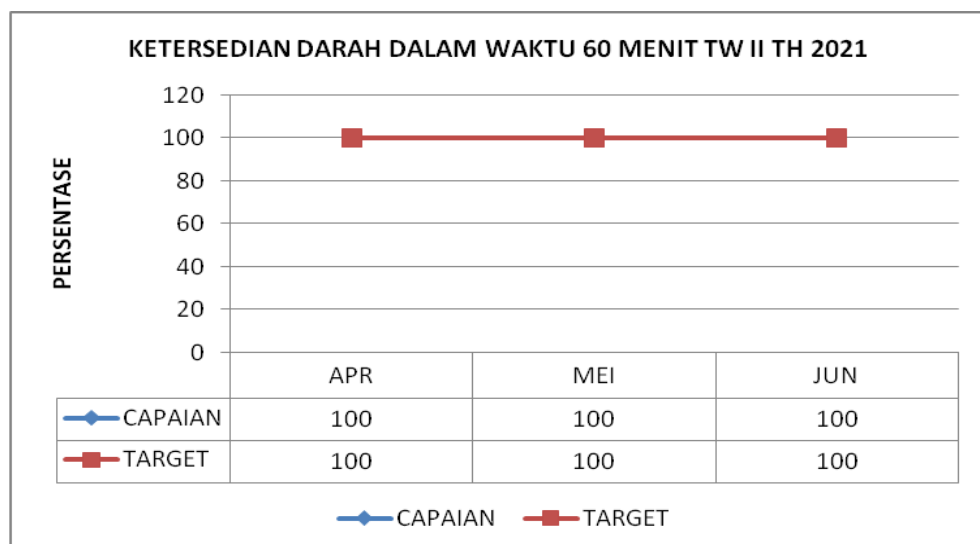 KETERSEDIAN DARAH DALAM WAKTU 60 MENIT TW II TH 2021
PERSENTASE
120
100
80
60
40
20
0
APR MEI JUN
CAPAIAN 100 100 100
TARGET 100 100 100
CAPAIAN TARGET